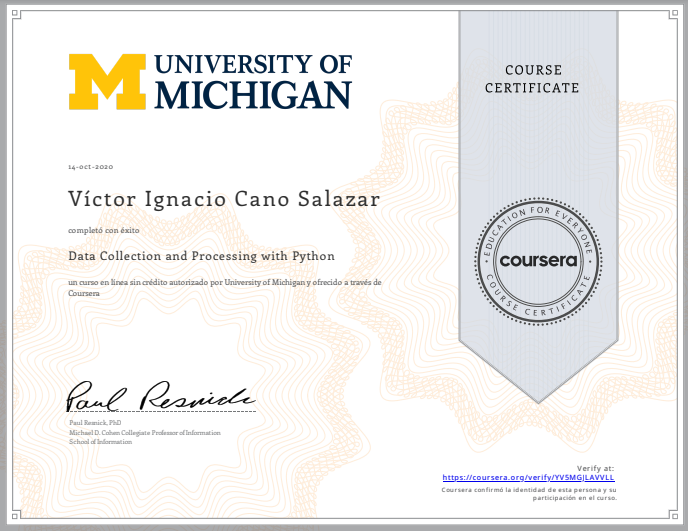 UNIVERSITY OF
MICHIGAN
COURSE
CERTIFICATE
14-oct-2020
Víctor Ignacio Cano Salazar
completó con éxito
Data Collection and Processing with Python
un curso en línea sin crédito autorizado por University of Michigan y ofrecido a través de
Coursera
EDUCATION FOR EVERYONE
coursera
COURSE CERTIFICATE
Paul Resnick
Paul Resnick, PhD
Michael D. Cohen Collegiate Professor of Information
School of Information
Verify at:
https://coursera.org/verify/YV5MGJLAVVLL
Coursera confirmó la identidad de esta persona y su
participación en el curso.